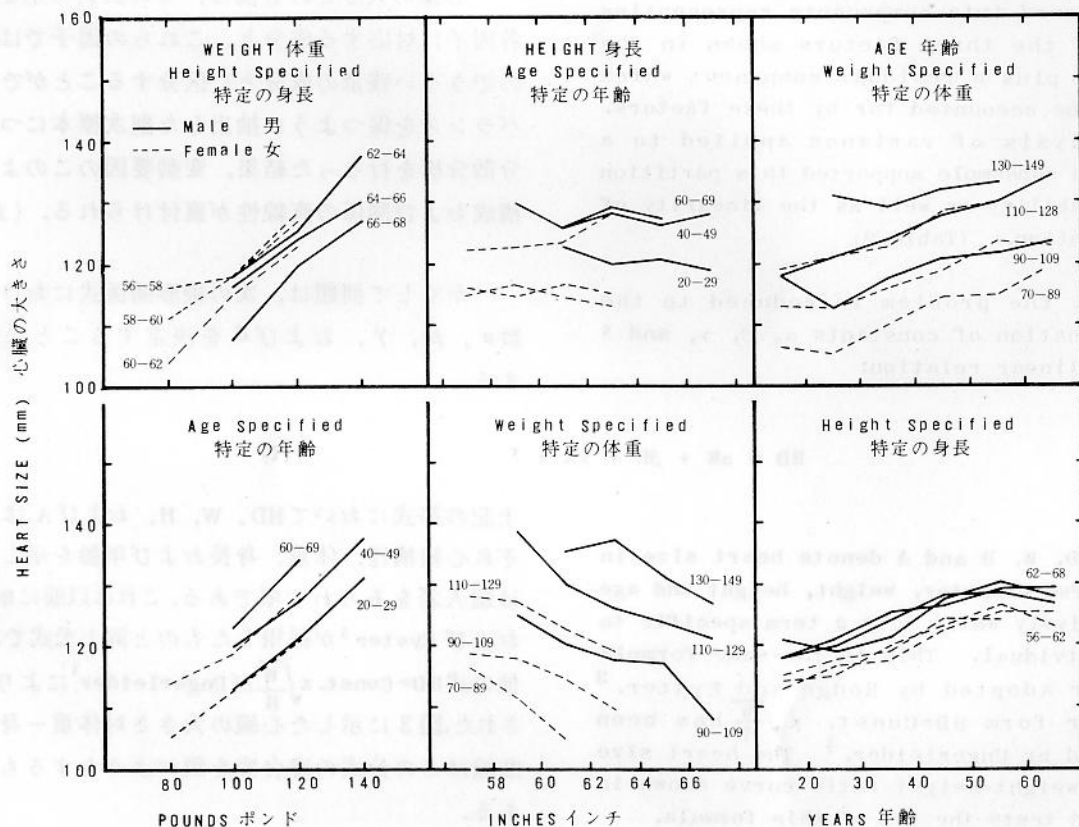 160
WEIGHT 体重
Height Specified
特定の身長
Male 男
Female 女
62-64
64-66
66-68
56-58
58-60
60-62
HEIGHT 身長
Age Specified
特定の年齢
60-69
40-49
20-29
AGE 年齢
Weight Specified
特定の体重
130-149
110-128
90-109
70-89
140
120
100
HEART SIZE (mm) 心臓の大きさ
Age Specified
特定の年齢
60-69
40-49
20-29
Weight Specified
特定の体重
110-129
90-109
70-89
130-149
110-129
90-109
Height Specified
特定の身長
62-68
56-62
140
120
100
80 100 120 140
58 60 62 64 66
20 30 40 50 60
POUNDS ポンド
INCHES インチ
YEARS 年齢